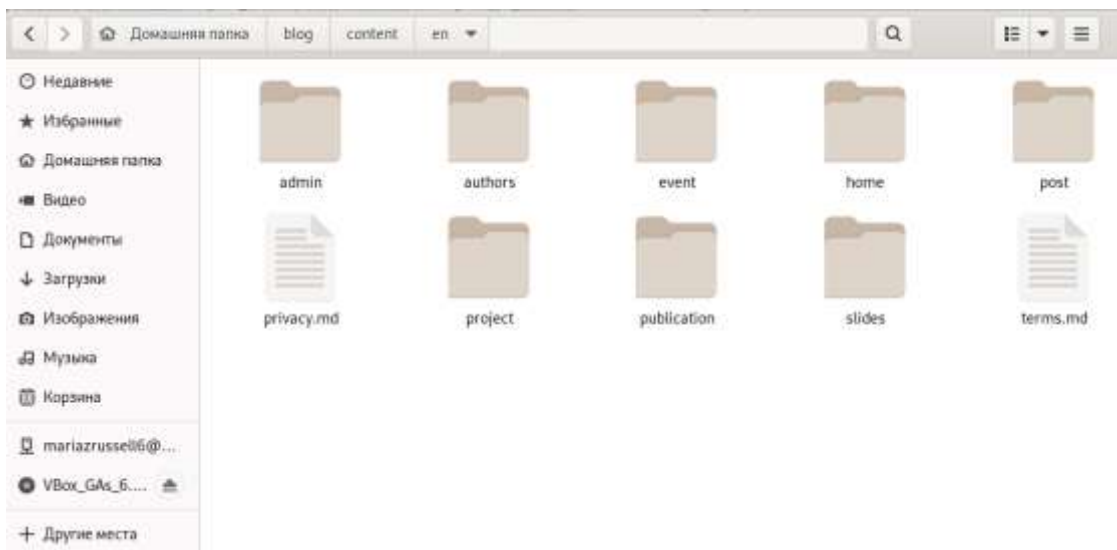 Домашняя папка blog content en
Недавние
Избранные
Домашняя папка
Видео
Документы
Загрузки
Изображения
Музыка
Корзина
mariazrussell6@...
VBox_GAs_6....
Другие места
admin authors event home post
privacy.md project publication slides terms.md